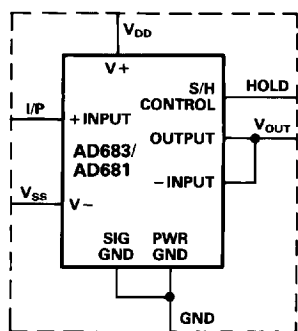 V_DD
V+
S/H
CONTROL
HOLD
I/P
+INPUT
OUTPUT
V_OUT
AD683/
AD681
-INPUT
V_SS
V-
SIG
GND
PWR
GND
GND